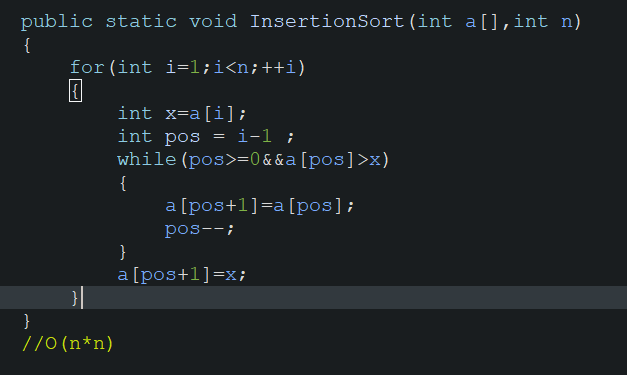 public static void InsertionSort(int a[],int n)
{
    for(int i=1;i<n;++i)
    {
        int x=a[i];
        int pos = i-1 ;
        while(pos>=0&&a[pos]>x)
        {
            a[pos+1]=a[pos];
            pos--;
        }
        a[pos+1]=x;
    }
}
//O(n*n)